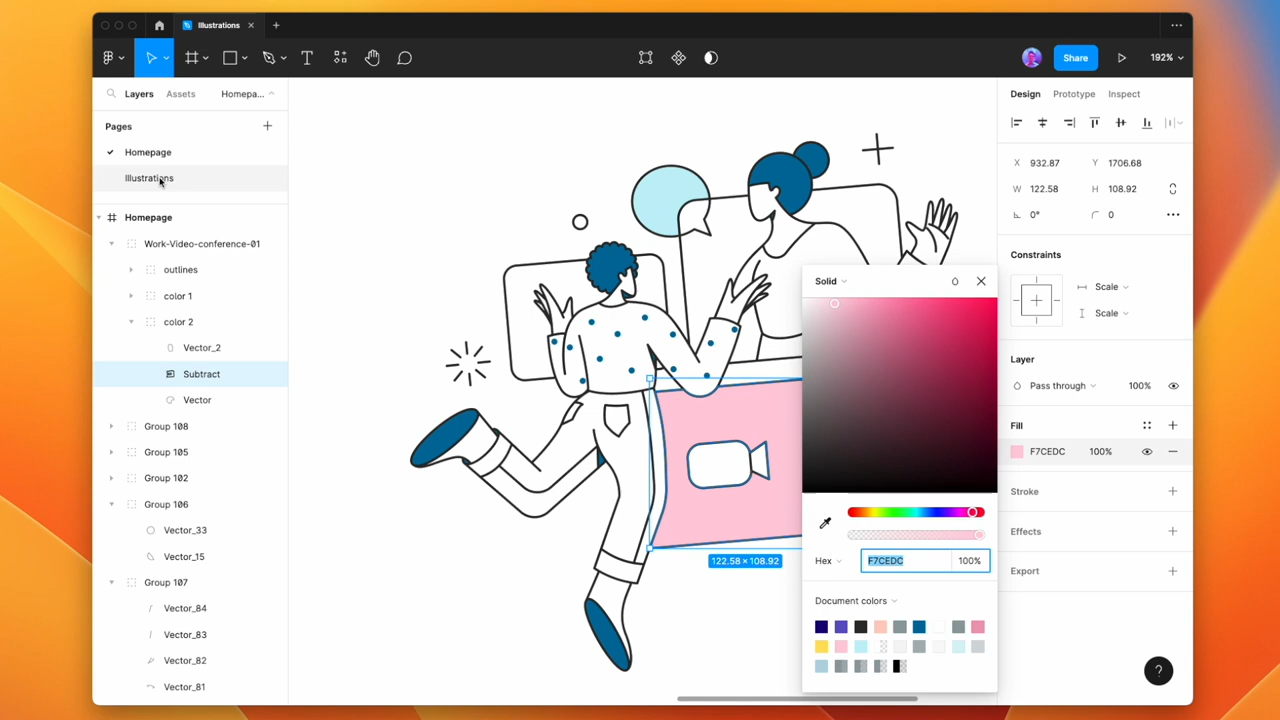 Illustrations
T
Share
192%
Layers
Assets
Homepa...
Pages
Homepage
Illustrations
Homepage
Work-Video-conference-01
outlines
color 1
color 2
Vector_2
Subtract
Vector
Group 108
Group 105
Group 102
Group 106
Vector_33
Vector_15
Group 107
Vector_84
Vector_83
Vector_82
Vector_81
122.58 × 108.92
Solid
Hex
F7CEDC
100%
Document colors
Design
Prototype
Inspect
X 932.87 Y 1706.68
W 122.58 H 108.92
0° 0
Constraints
Scale
Scale
Layer
Pass through 100%
Fill
F7CEDC 100%
Stroke
Effects
Export
?